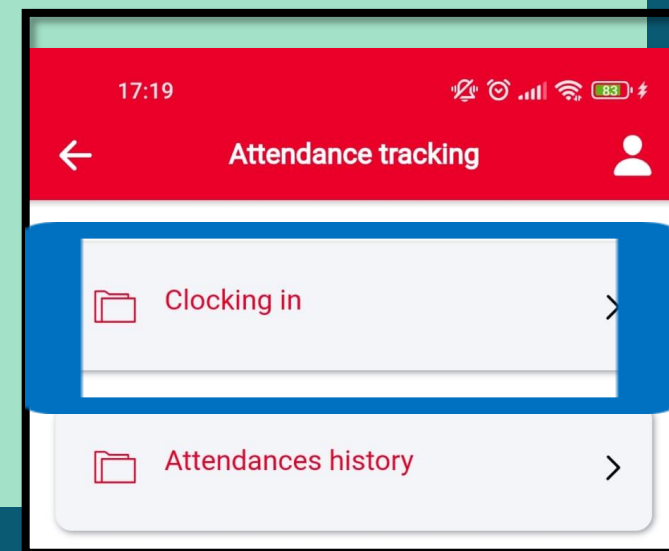 17:19
83
Attendance tracking
Clocking in
Attendances history